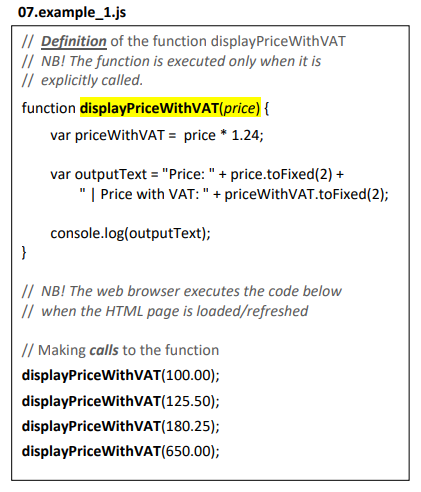 07.example_1.js
// Definition of the function displayPriceWithVAT
// NB! The function is executed only when it is
// explicitly called.
function displayPriceWithVAT(price) {
var priceWithVAT = price * 1.24;
var outputText = "Price: " + price.toFixed(2) +
" | Price with VAT: " + priceWithVAT.toFixed(2);
console.log(outputText);
}
// NB! The web browser executes the code below
// when the HTML page is loaded/refreshed
// Making calls to the function
displayPriceWithVAT(100.00);
displayPriceWithVAT(125.50);
displayPriceWithVAT(180.25);
displayPriceWithVAT(650.00);